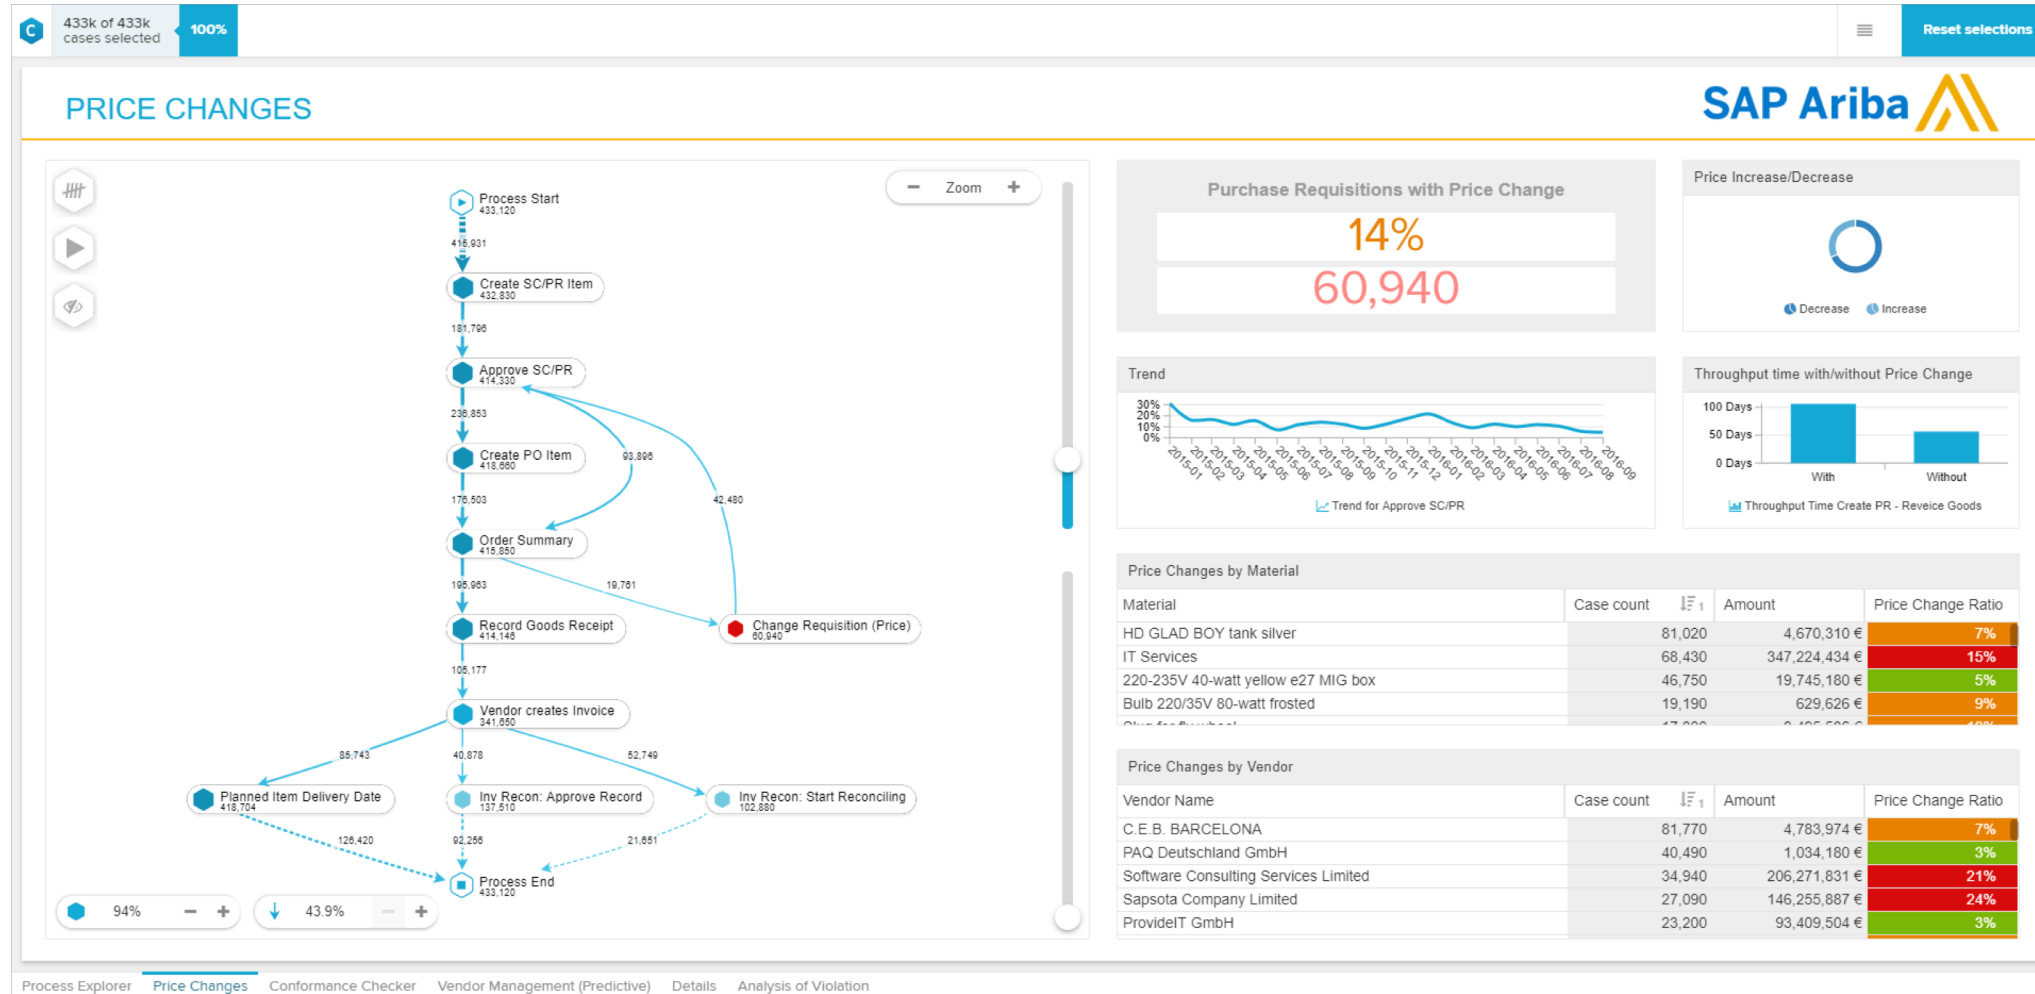 C
433k of 433k
cases selected
100%
Reset selections
PRICE CHANGES
SAP Ariba
Zoom
Process Start
433,120
415,931
Create SC/PR Item
432,830
181,796
Approve SC/PR
414,330
236,853
Create PO Item
418,660
93,896
176,503
42,480
Order Summary
415,850
195,963
19,761
Record Goods Receipt
414,146
Change Requisition (Price)
60,940
105,177
Vendor creates Invoice
341,650
85,743
40,878
52,749
Planned Item Delivery Date
418,704
Inv Recon: Approve Record
137,510
Inv Recon: Start Reconciling
102,880
126,420
92,256
21,651
Process End
433,120
94%
43.9%
Purchase Requisitions with Price Change
14%
60,940
Price Increase/Decrease
Decrease Increase
Trend
30%
20%
10%
0%
2015-01 2015-02 2015-03 2015-04 2015-05 2015-06 2015-07 2015-08 2015-09 2015-10 2015-11 2015-12 2016-01 2016-02 2016-03 2016-04 2016-05 2016-06 2016-07 2016-08 2016-09
Trend for Approve SC/PR
Throughput time with/without Price Change
100 Days
50 Days
0 Days
With Without
Throughput Time Create PR - Reveice Goods
Price Changes by Material
Material Case count 1 Amount Price Change Ratio
HD GLAD BOY tank silver 81,020 4,670,310 € 7%
IT Services 68,430 347,224,434 € 15%
220-235V 40-watt yellow e27 MIG box 46,750 19,745,180 € 5%
Bulb 220/35V 80-watt frosted 19,190 629,626 € 9%
Price Changes by Vendor
Vendor Name Case count 1 Amount Price Change Ratio
C.E.B. BARCELONA 81,770 4,783,974 € 7%
PAQ Deutschland GmbH 40,490 1,034,180 € 3%
Software Consulting Services Limited 34,940 206,271,831 € 21%
Sapsota Company Limited 27,090 146,255,887 € 24%
ProvideIT GmbH 23,200 93,409,504 € 3%
Process Explorer Price Changes Conformance Checker Vendor Management (Predictive) Details Analysis of Violation